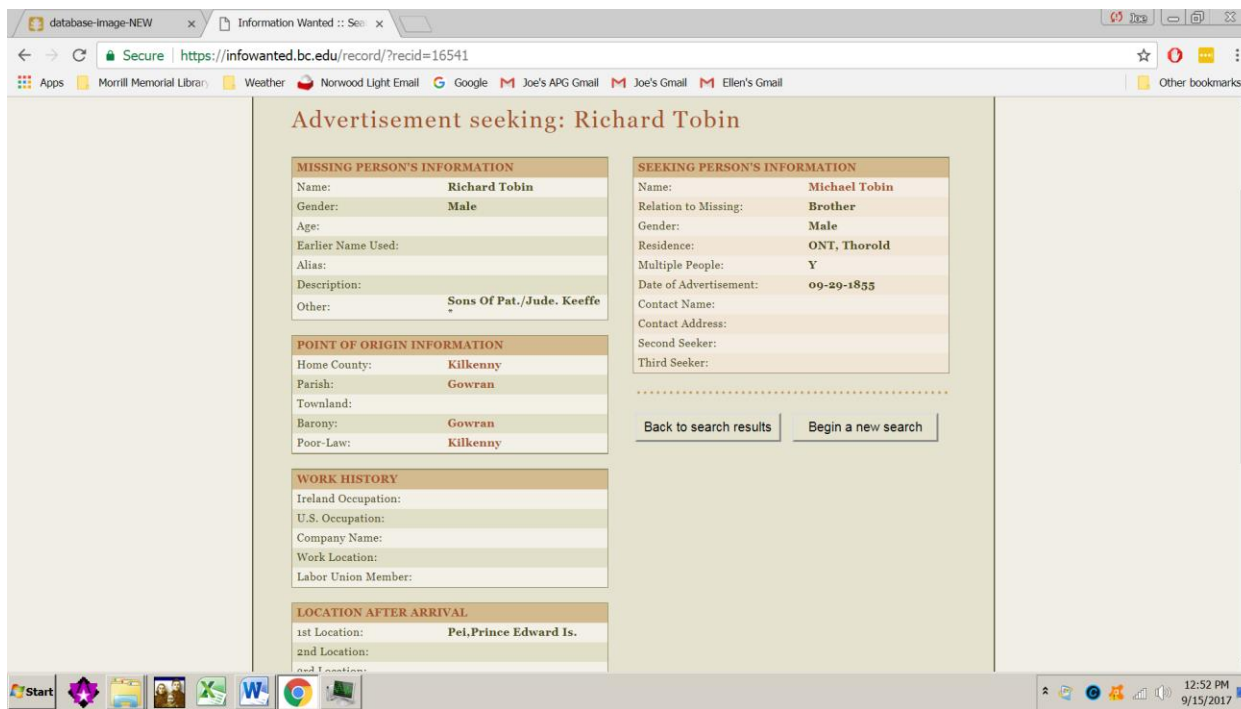 database-image-NEW
Information Wanted :: Sea
Joe
Secure https://infowanted.bc.edu/record/?recid=16541
Apps Morrill Memorial Library Weather Norwood Light Email Google Joe's APG Gmail Joe's Gmail Ellen's Gmail Other bookmarks
Advertisement seeking: Richard Tobin
MISSING PERSON'S INFORMATION
Name: Richard Tobin
Gender: Male
Age:
Earlier Name Used:
Alias:
Description:
Other: Sons Of Pat./Jude. Keeffe
"
POINT OF ORIGIN INFORMATION
Home County: Kilkenny
Parish: Gowran
Townland:
Barony: Gowran
Poor-Law: Kilkenny
WORK HISTORY
Ireland Occupation:
U.S. Occupation:
Company Name:
Work Location:
Labor Union Member:
LOCATION AFTER ARRIVAL
1st Location: Pei,Prince Edward Is.
2nd Location:
3rd Location:
SEEKING PERSON'S INFORMATION
Name: Michael Tobin
Relation to Missing: Brother
Gender: Male
Residence: ONT, Thorold
Multiple People: Y
Date of Advertisement: 09-29-1855
Contact Name:
Contact Address:
Second Seeker:
Third Seeker:
Back to search results Begin a new search
Start
12:52 PM
9/15/2017